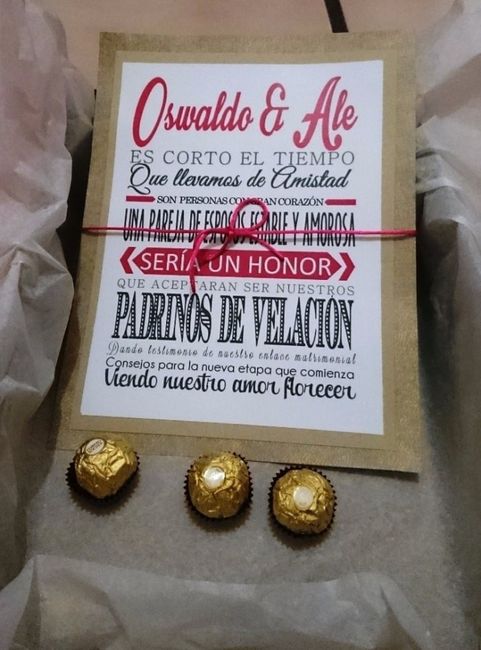 Oswaldo & Ale
ES CORTO EL TIEMPO
Que llevamos de Amistad
SON PERSONAS CON GRAN CORAZÓN
UNA PAREJA DE ESPOSOS ESTABLE Y AMOROSA
SERÍA UN HONOR
QUE ACEPTARAN SER NUESTROS
PADRINOS DE VELACIÓN
Dando testimonio de nuestro enlace matrimonial
Consejos para la nueva etapa que comienza
Viendo nuestro amor florecer